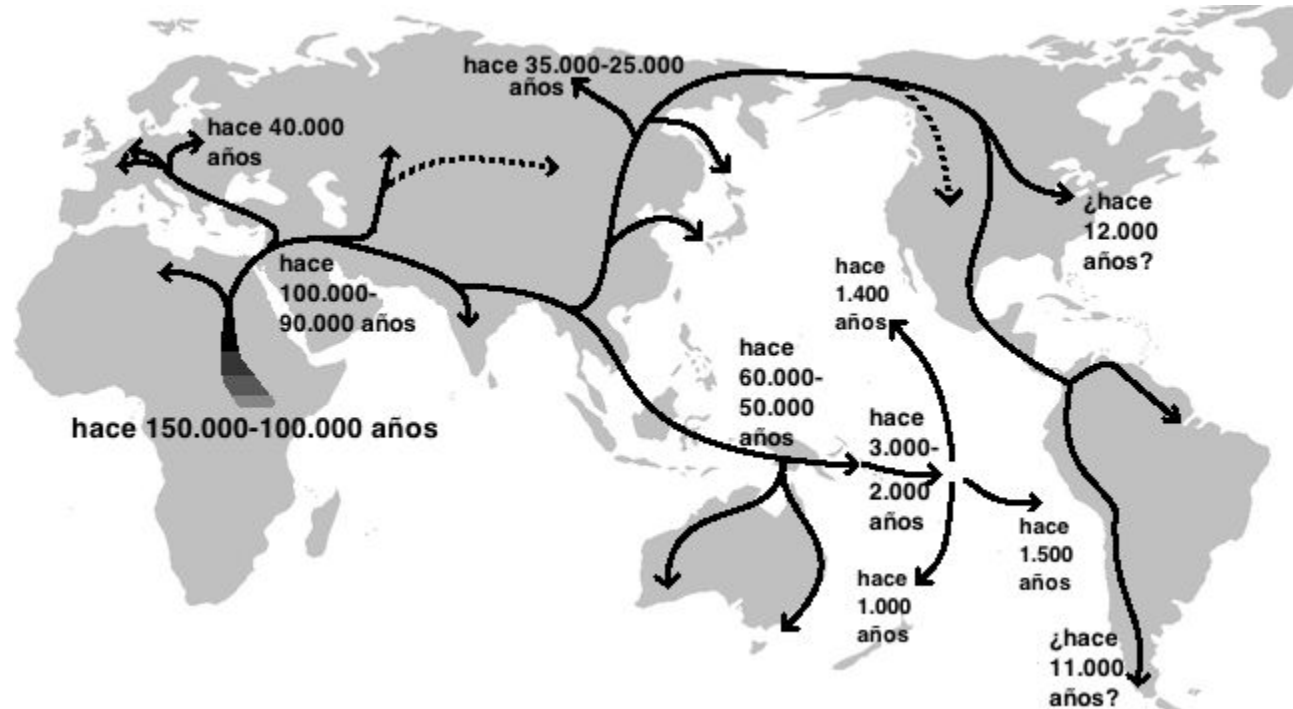 hace 35.000-25.000
años
hace 40.000
años
¿hace
12.000
años?
hace
100.000-
90.000 años
hace
1.400
años
hace
60.000-
50.000
años
hace 150.000-100.000 años
hace
3.000-
2.000
años
hace
1.500
años
hace
1.000
años
¿hace
11.000
años?